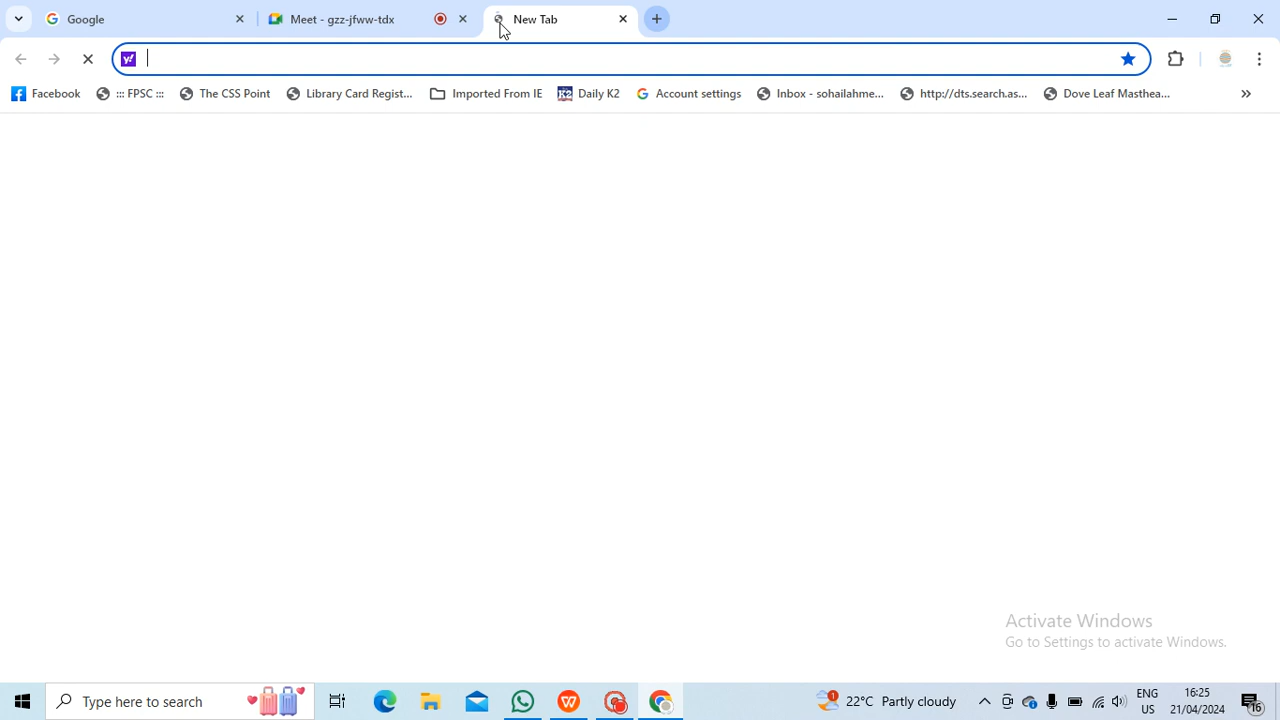 Google
Meet - gzz-jfww-tdx
New Tab
Facebook
::: FPSC :::
The CSS Point
Library Card Regist...
Imported From IE
Daily K2
Account settings
Inbox - sohailahme...
http://dts.search.as...
Dove Leaf Masthea...
»
Activate Windows
Go to Settings to activate Windows.
Type here to search
1
22°C Partly cloudy
ENG
US
6:25
21/04/2024
16